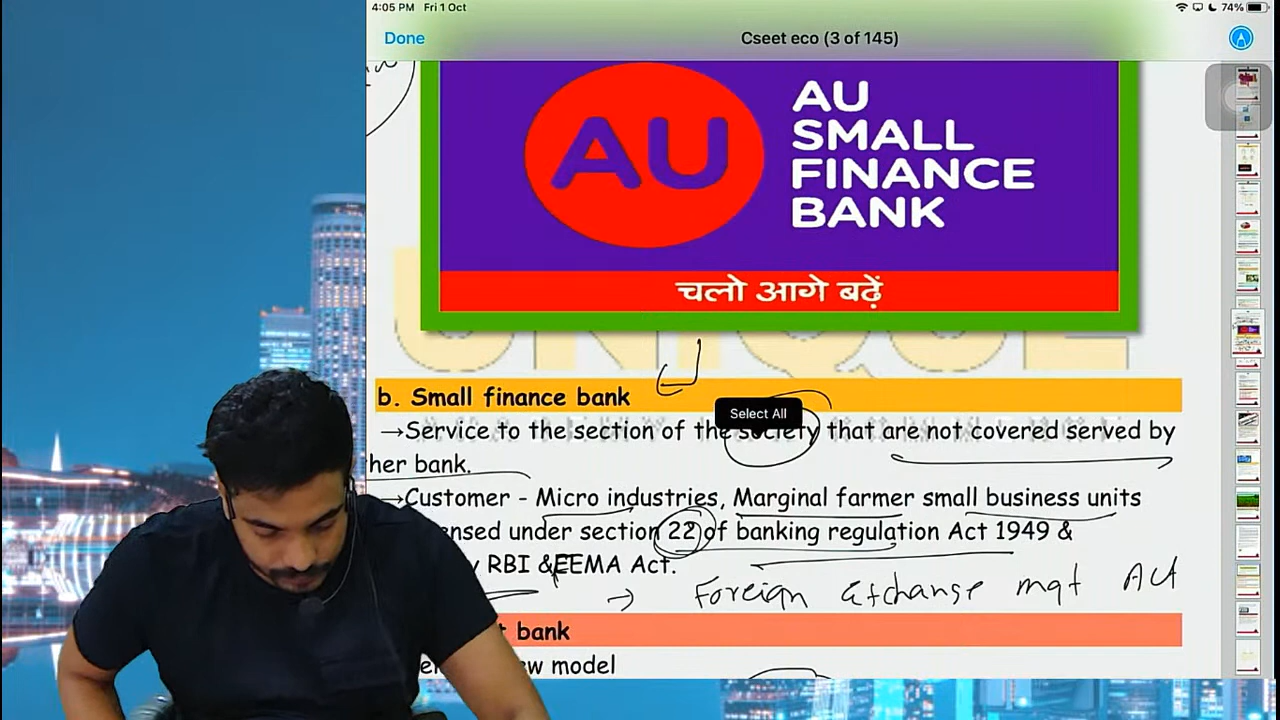 4:05 PM Fri 1 Oct
74%
Done
Cseet eco (3 of 145)
AU
AU
SMALL
FINANCE
BANK
चलो आगे बढ़ें
UNIQUE
b. Small finance bank
Select All
→Service to the section of the society that are not covered served by
her bank.
→Customer - Micro industries, Marginal farmer small business units
ensed under section 22 of banking regulation Act 1949 &
y RBI &FEMA Act.
→ Foreign Exchange mgt Act
t bank
ew model